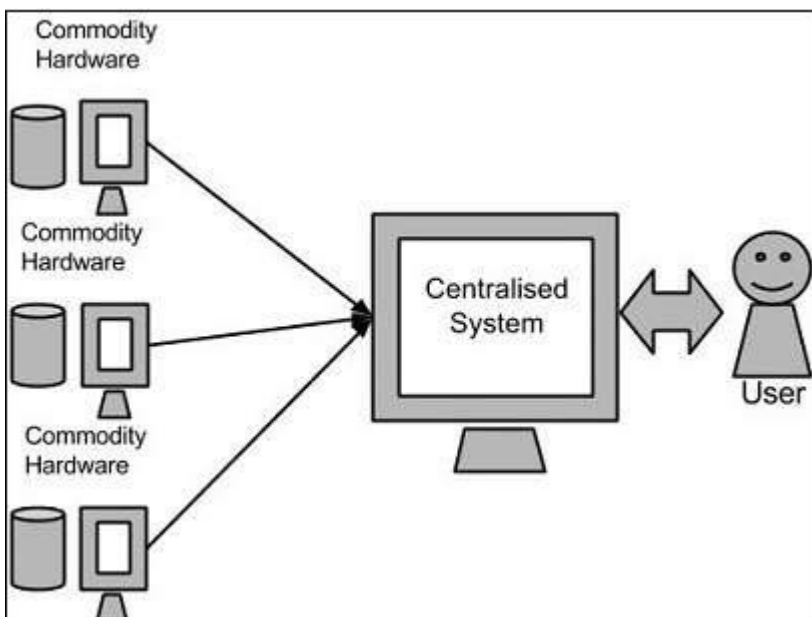 Commodity
Hardware
Commodity
Hardware
Commodity
Hardware
Centralised
System
User